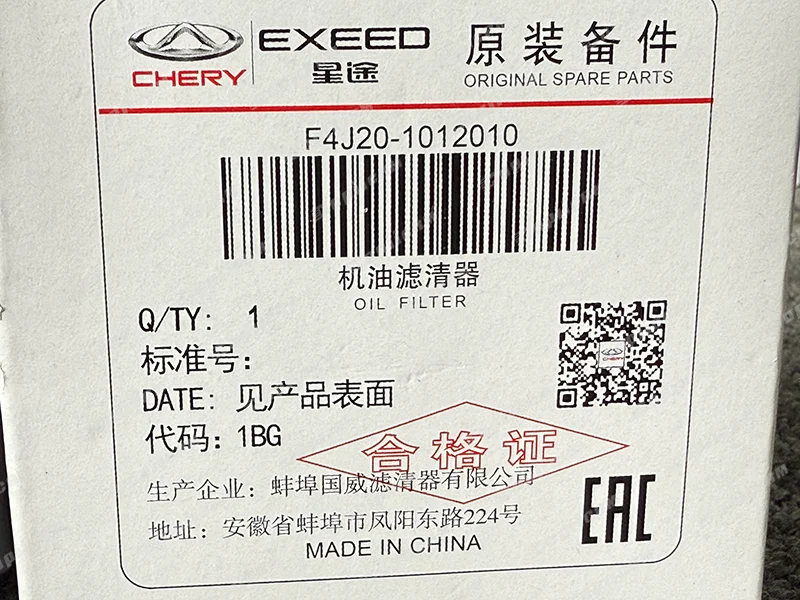 EXEED 原装备件
CHERY 星途 ORIGINAL SPARE PARTS
F4J20-1012010
机油滤清器
OIL FILTER
Q/TY: 1
标准号:
CHERY
DATE: 见产品表面
代码: 1BG
合格证
生产企业: 蚌埠国威滤清器有限公司
地址: 安徽省蚌埠市凤阳东路224号
EAC
MADE IN CHINA